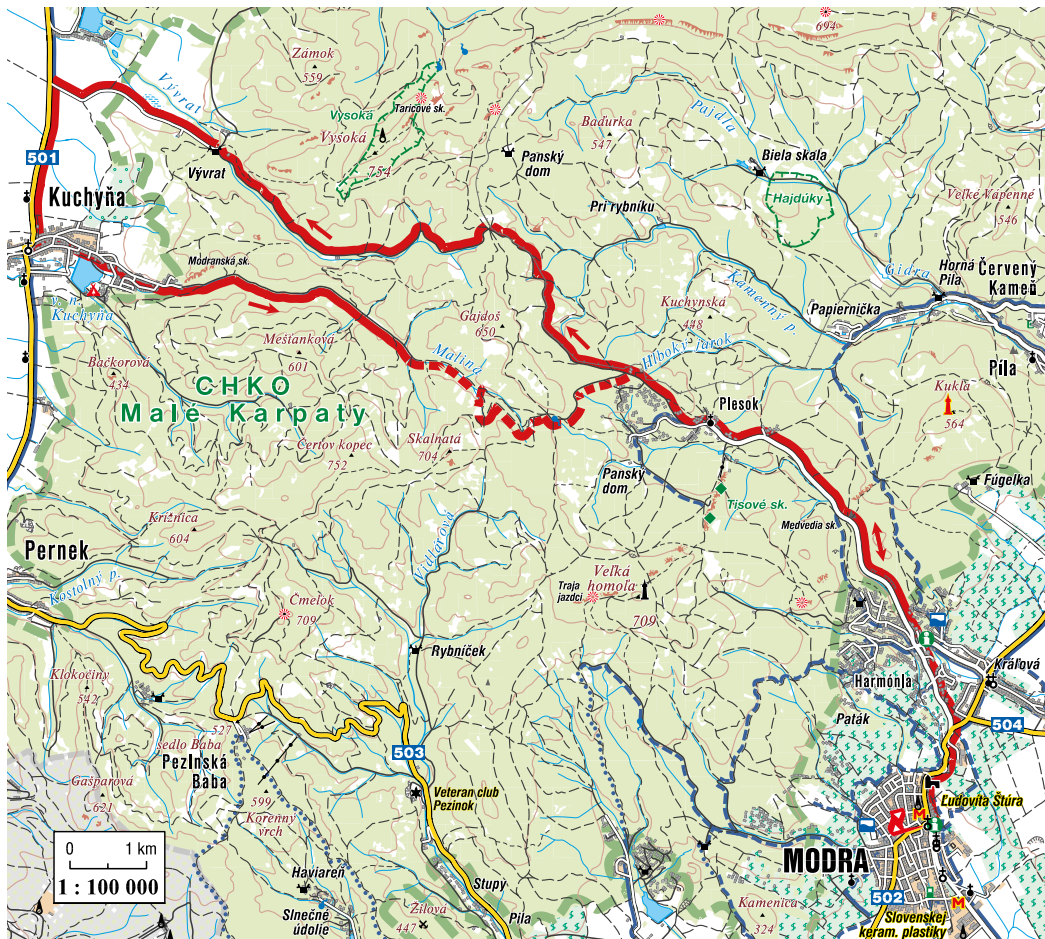 694
Zámok
559
Vývrat
Taricové sk.
Vysoká
Vysoká
754
Pajdla
Baďurka
547
Biela skala
501
Vývrat
Panský
dom
Hajdúky
Kuchyňa
Pri rybníku
Veľké Vápenné
546
Modranská sk.
Gidra
Horná
Píla
Červený
Kameň
v. n.
Kuchyňa
Kamenný p.
Papiernička
Kuchynská
448
Gajdoš
650
Mešťanková
601
Malina
Hlboký jarok
Píla
Bačkorová
434
CHKO
Malé Karpaty
Kukla
564
Plesok
Skalnatá
704
Čertov kopec
752
Panský
dom
Fúgelka
Tisové sk.
Medvedia sk.
Križnica
604
Vidlárová
Pernek
Kostolný p.
Traja
jazdci
Veľká
homola
709
Čmeľok
709
Rybníček
Kráľová
Harmónia
Klokočiny
542
Paták
504
527
sedlo Baba
Pezinská
Baba
503
Gašparová
621
Veteran club
Pezinok
599
Korenný
vrch
Ľudovíta Štúra
M
0 1 km
1 : 100 000
MODRA
Haviareň
Stupy
502
M
Slnečné
údolie
Žilová
447
Pila
Kamenica
324
Slovenskej
keram. plastiky